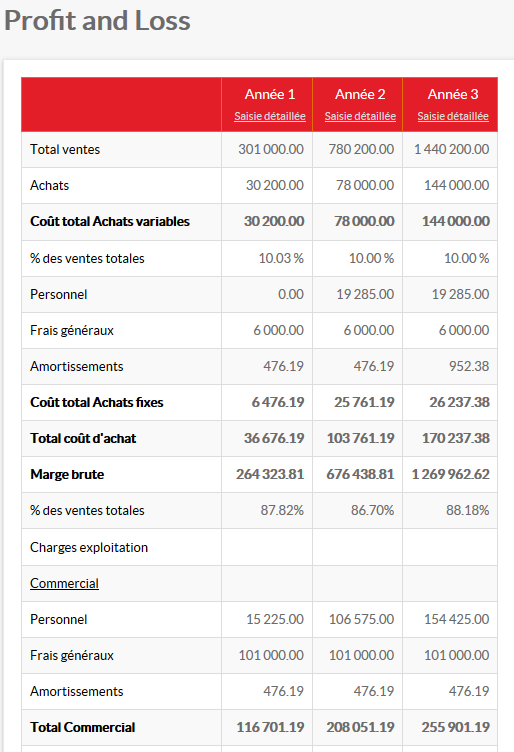 Profit and Loss
Année 1 Année 2 Année 3
Saisie détaillée Saisie détaillée Saisie détaillée
Total ventes 301 000.00 780 200.00 1 440 200.00
Achats 30 200.00 78 000.00 144 000.00
Coût total Achats variables 30 200.00 78 000.00 144 000.00
% des ventes totales 10.03 % 10.00 % 10.00 %
Personnel 0.00 19 285.00 19 285.00
Frais généraux 6 000.00 6 000.00 6 000.00
Amortissements 476.19 476.19 952.38
Coût total Achats fixes 6 476.19 25 761.19 26 237.38
Total coût d'achat 36 676.19 103 761.19 170 237.38
Marge brute 264 323.81 676 438.81 1 269 962.62
% des ventes totales 87.82% 86.70% 88.18%
Charges exploitation
Commercial
Personnel 15 225.00 106 575.00 154 425.00
Frais généraux 101 000.00 101 000.00 101 000.00
Amortissements 476.19 476.19 476.19
Total Commercial 116 701.19 208 051.19 255 901.19